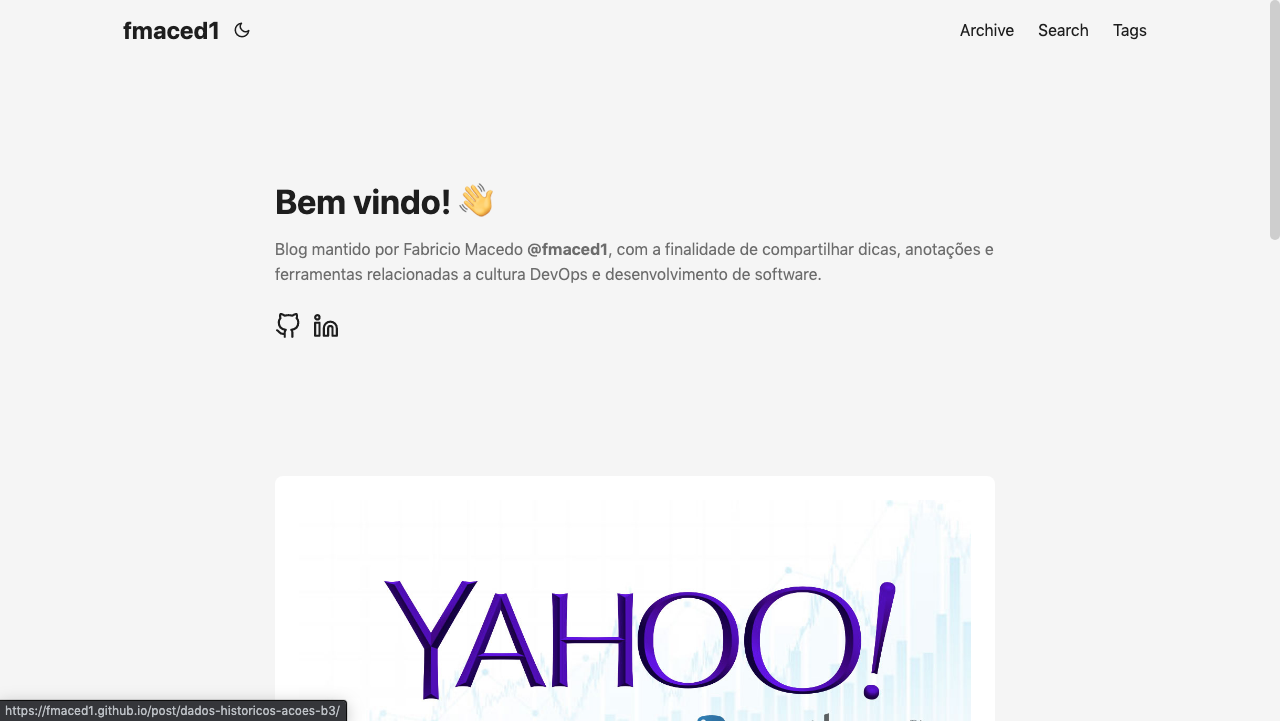 fmaced1
Archive
Search
Tags
Bem vindo! 👋
Blog mantido por Fabricio Macedo @fmaced1, com a finalidade de compartilhar dicas, anotações e
ferramentas relacionadas a cultura DevOps e desenvolvimento de software.
YAHOO!
https://fmaced1.github.io/post/dados-historicos-acoes-b3/